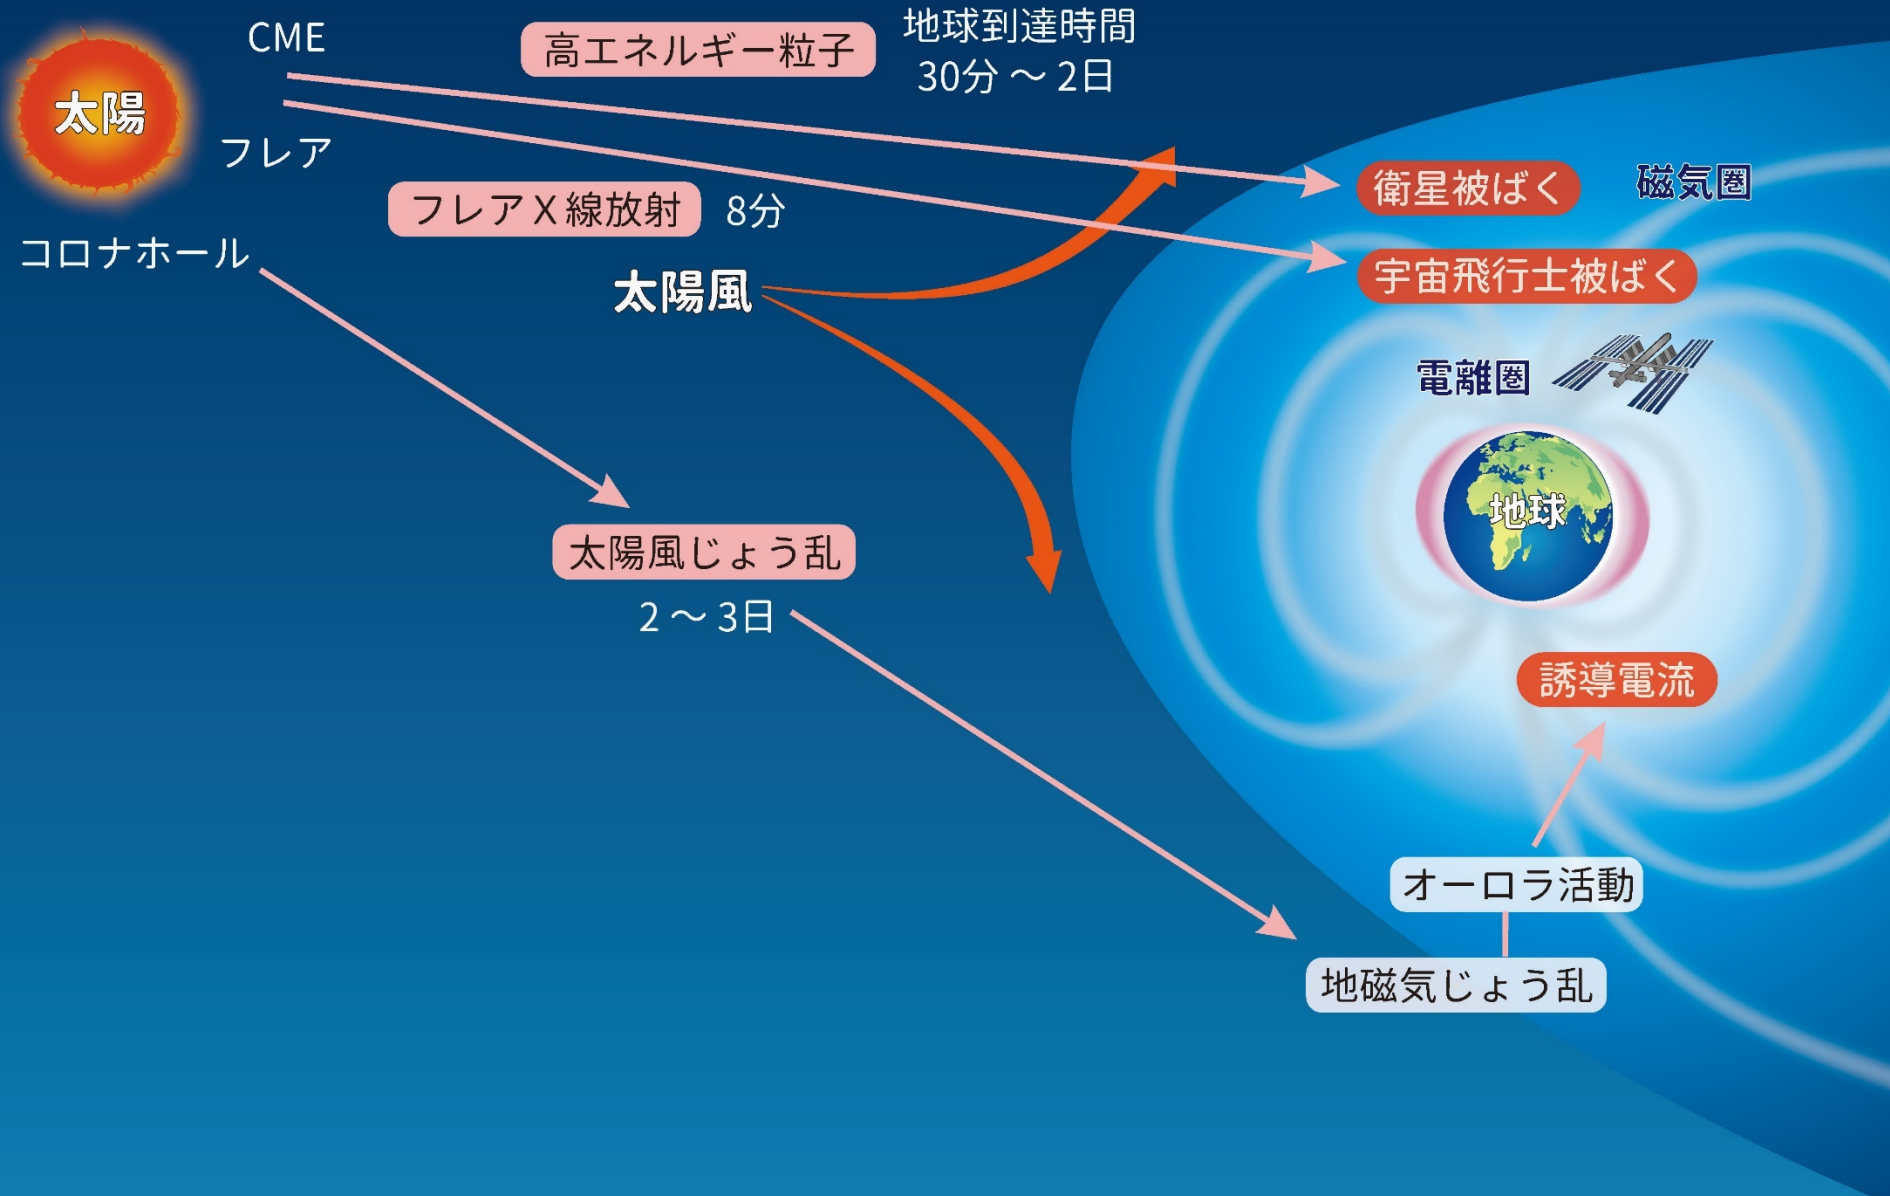 CME
高エネルギー粒子
地球到達時間
30分 ～ 2日
太陽
フレア
フレアX線放射
8分
衛星被ばく
磁気圏
コロナホール
太陽風
宇宙飛行士被ばく
電離圏
地球
太陽風じょう乱
2 ～ 3日
誘導電流
オーロラ活動
地磁気じょう乱